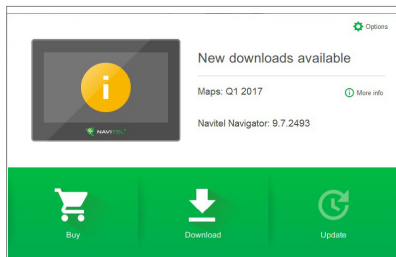 Options
New downloads available
Maps: Q1 2017
More info
NAVITEL
Navitel Navigator: 9.7.2493
Buy
Download
Update